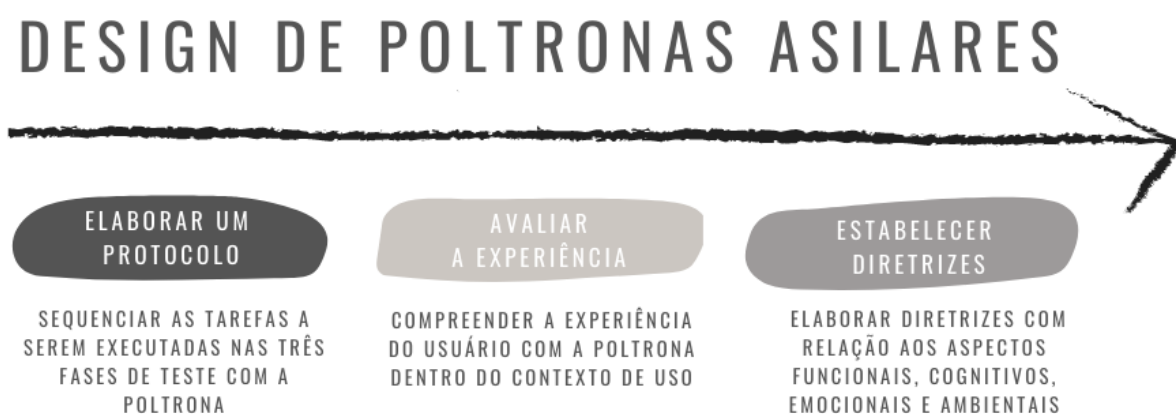 DESIGN DE POLTRONAS ASILARES
ELABORAR UM
PROTOCOLO
SEQUENCIAR AS TAREFAS A
SEREM EXECUTADAS NAS TRÊS
FASES DE TESTE COM A
POLTRONA
AVALIAR
A EXPERIÊNCIA
COMPREENDER A EXPERIÊNCIA
DO USUÁRIO COM A POLTRONA
DENTRO DO CONTEXTO DE USO
ESTABELECER
DIRETRIZES
ELABORAR DIRETRIZES COM
RELAÇÃO AOS ASPECTOS
FUNCIONAIS, COGNITIVOS,
EMOCIONAIS E AMBIENTAIS